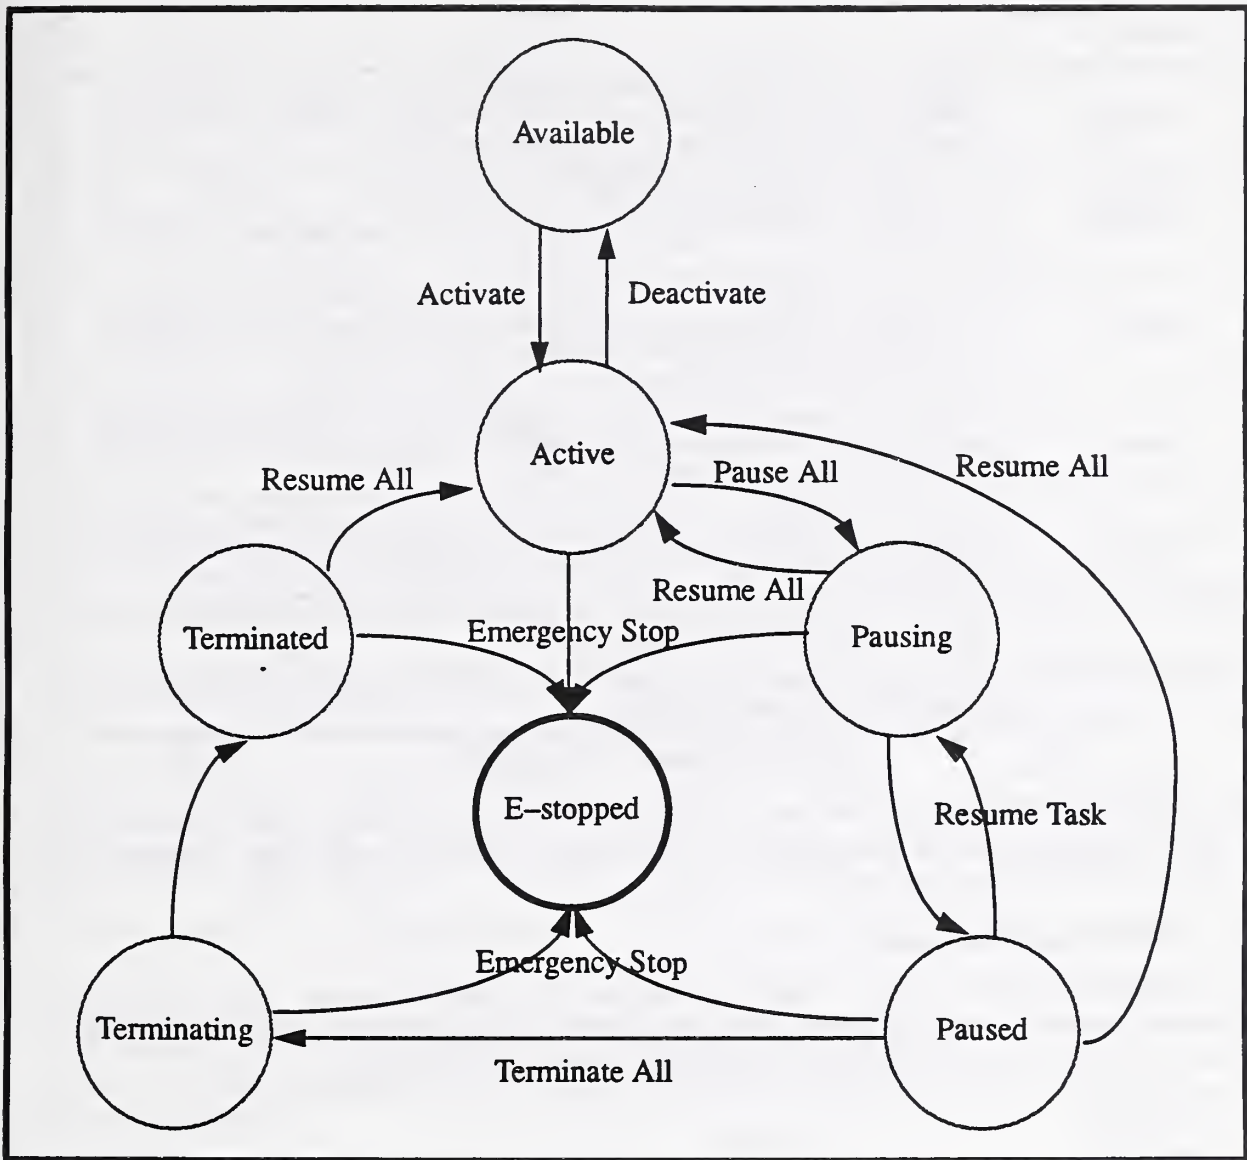 Available
Activate
Deactivate
Active
Resume All
Pause All
Resume All
Resume All
Terminated
Emergency Stop
Pausing
E–stopped
Resume Task
Emergency Stop
Terminating
Paused
Terminate All